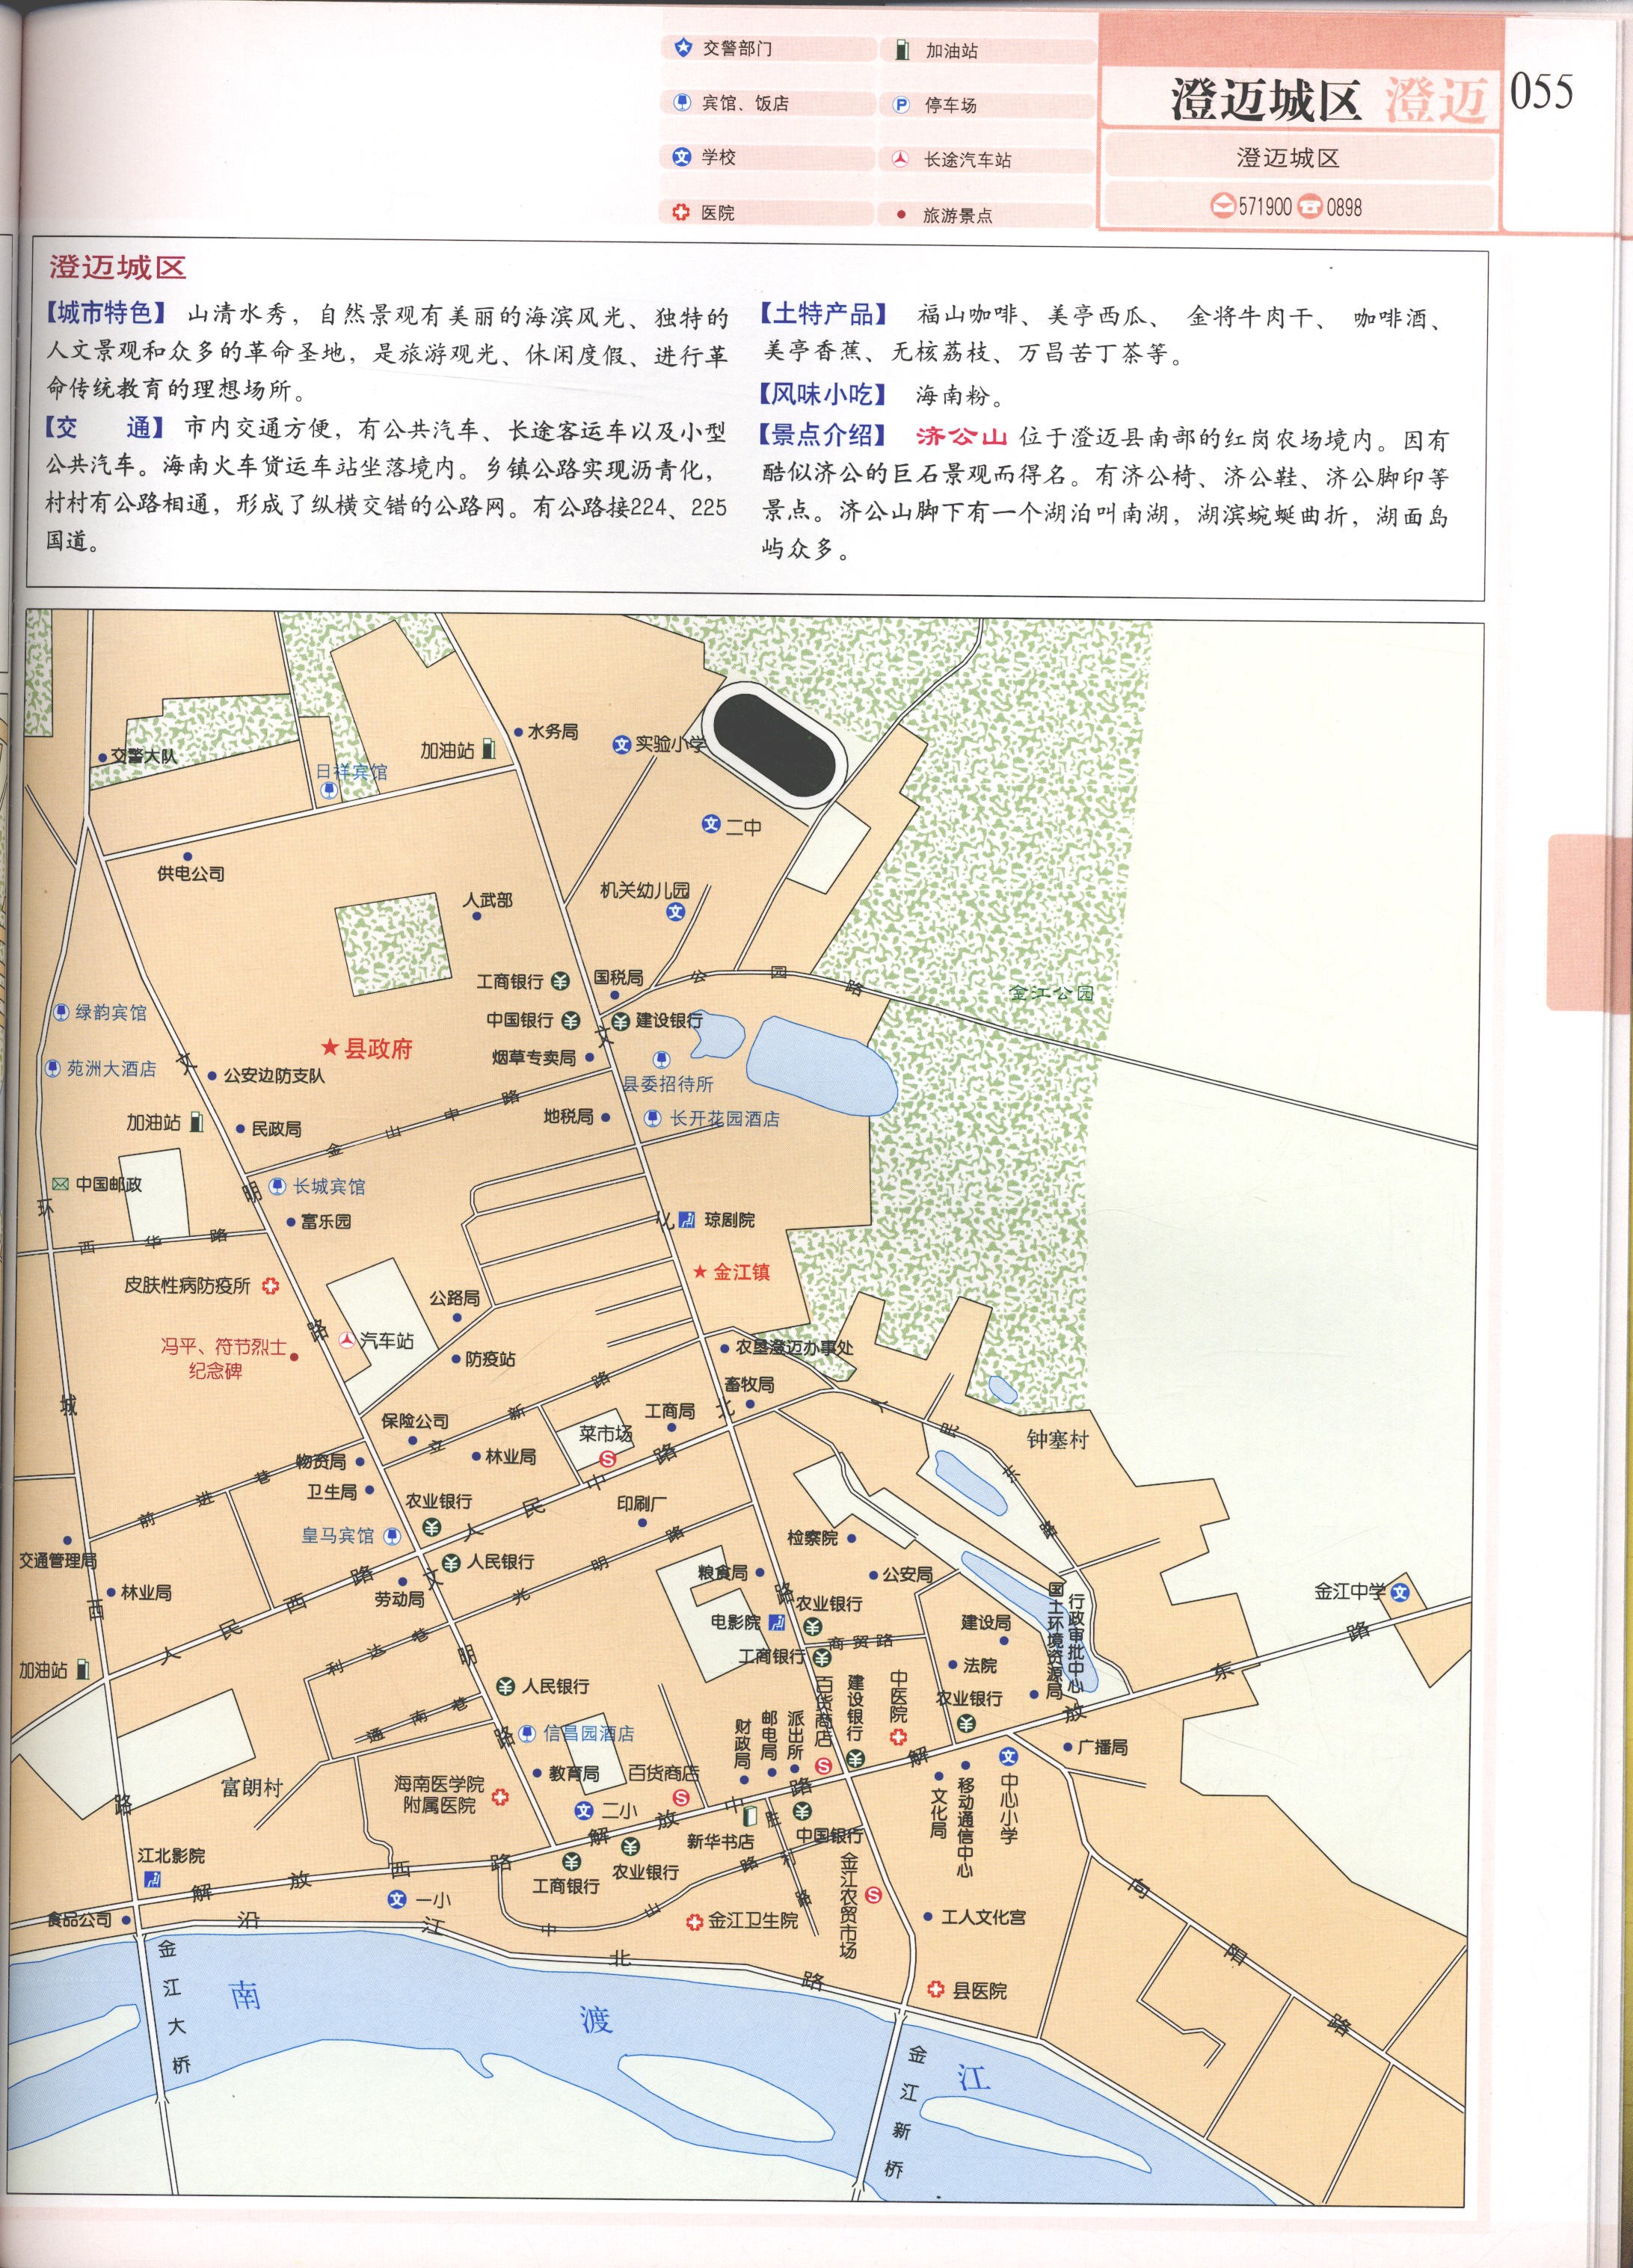 交警部门
加油站
宾馆、饭店
停车场
学校
长途汽车站
医院
旅游景点
澄迈城区 澄迈
055
澄迈城区
571900 0898
澄迈城区
【城市特色】 山清水秀，自然景观有美丽的海滨风光、独特的
人文景观和众多的革命圣地，是旅游观光、休闲度假、进行革
命传统教育的理想场所。
【交 通】 市内交通方便，有公共汽车、长途客运车以及小型
公共汽车。海南火车货运车站坐落境内。乡镇公路实现沥青化，
村村有公路相通，形成了纵横交错的公路网。有公路接224、225
国道。
【土特产品】 福山咖啡、美亭西瓜、 金将牛肉干、 咖啡酒、
美亭香蕉、无核荔枝、万昌苦丁茶等。
【风味小吃】 海南粉。
【景点介绍】 济公山 位于澄迈县南部的红岗农场境内。因有
酷似济公的巨石景观而得名。有济公椅、济公鞋、济公脚印等
景点。济公山脚下有一个湖泊叫南湖，湖滨蜿蜒曲折，湖面岛
屿众多。
水务局
实验小学
加油站
交警大队
日祥宾馆
二中
供电公司
人武部
机关幼儿园
工商银行
国税局
公园路
金江公园
绿韵宾馆
中国银行
建设银行
县政府
烟草专卖局
苑洲大酒店
公安边防支队
县委招待所
加油站
民政局
金山中路
地税局
长开花园酒店
中国邮政
长城宾馆
富乐园
琼剧院
西华路
金江镇
皮肤性病防疫所
公路局
汽车站
冯平、符节烈士
纪念碑
防疫站
农垦澄迈办事处
畜牧局
文明路
文化北路
环城西路
保险公司
立新路
工商局
菜市场
钟塞村
物资局
林业局
前进巷
卫生局
农业银行
人民中路
印刷厂
人民东路
皇马宾馆
检察院
交通管理局
人民银行
光明路
粮食局
公安局
林业局
劳动局
文明路
农业银行
金江中学
人民西路
电影院
建设局
国土环境资源局
行政审批中心
利达巷
工商银行
商贸路
法院
加油站
人民银行
百货商店
建设银行
中医院
农业银行
通南巷
信昌园酒店
财政局
邮电局
派出所
解放东路
广播局
富朗村
海南医学院
附属医院
教育局
百货商店
文化局
移动通信中心
中心小学
二小
解放中路
新华书店
胜利路
中国银行
江北影院
农业银行
工商银行
解放西路
一小
中山路
金江卫生院
金江农贸市场
工人文化宫
食品公司
沿江北路
向阳路
县医院
金江大桥
南渡江
金江新桥